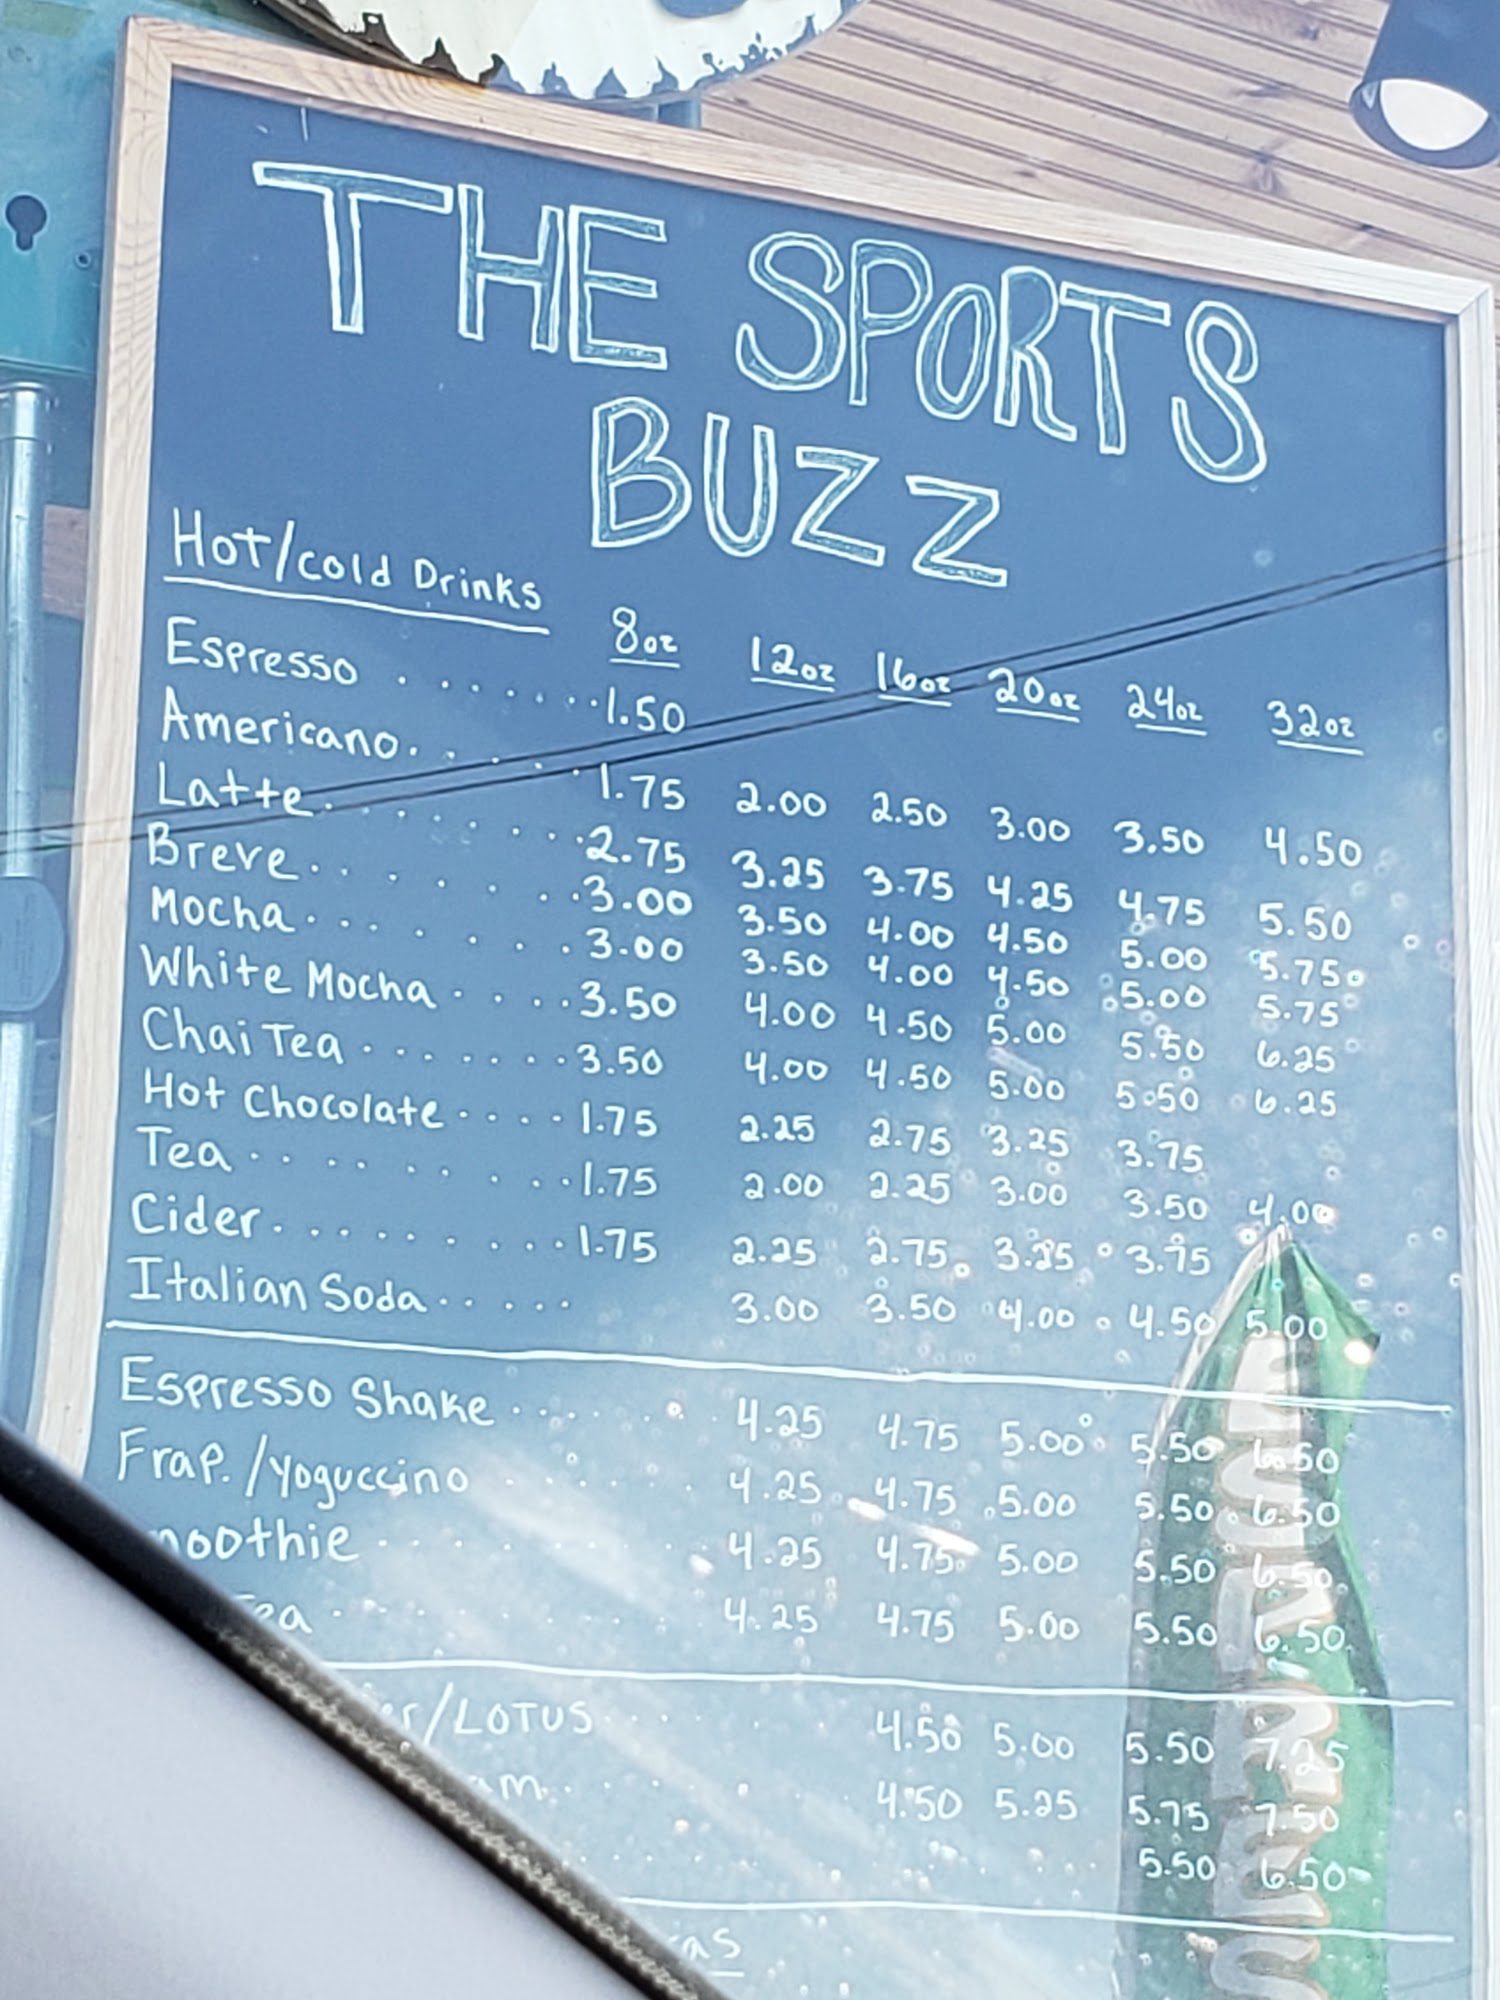 THE SPORTS
BUZZ
Hot/cold Drinks 8oz 12oz 16oz 20oz 24oz 32oz
Espresso . . . . . . . 1.50
Americano. . . . . 1.75 2.00 2.50 3.00 3.50 4.50
Latte. . . . . . . . 2.75 3.25 3.75 4.25 4.75 5.50
Breve. . . . . . . 3.00 3.50 4.00 4.50 5.00 5.75
Mocha . . . . . . . 3.00 3.50 4.00 4.50 5.00 5.75
White Mocha . . . . 3.50 4.00 4.50 5.00 5.50 6.25
Chai Tea . . . . . . . 3.50 4.00 4.50 5.00 5.50 6.25
Hot Chocolate . . . . 1.75 2.25 2.75 3.25 3.75
Tea . . . . . . . . . 1.75 2.00 2.25 3.00 3.50 4.00
Cider. . . . . . . . . 1.75 2.25 2.75 3.25 3.75
Italian Soda . . . . . 3.00 3.50 4.00 4.50 5.00
Espresso Shake . . . . . . 4.25 4.75 5.00 5.50 6.50
Frap./Yoguccino . . . . . . 4.25 4.75 5.00 5.50 6.50
moothie . . . . . . . . . 4.25 4.75 5.00 5.50 6.50
ea . . . . . . . . . 4.25 4.75 5.00 5.50 6.50
r/LOTUS . . . . 4.50 5.00 5.50 7.25
am. . . . . . 4.50 5.25 5.75 7.50
5.50 6.50
as